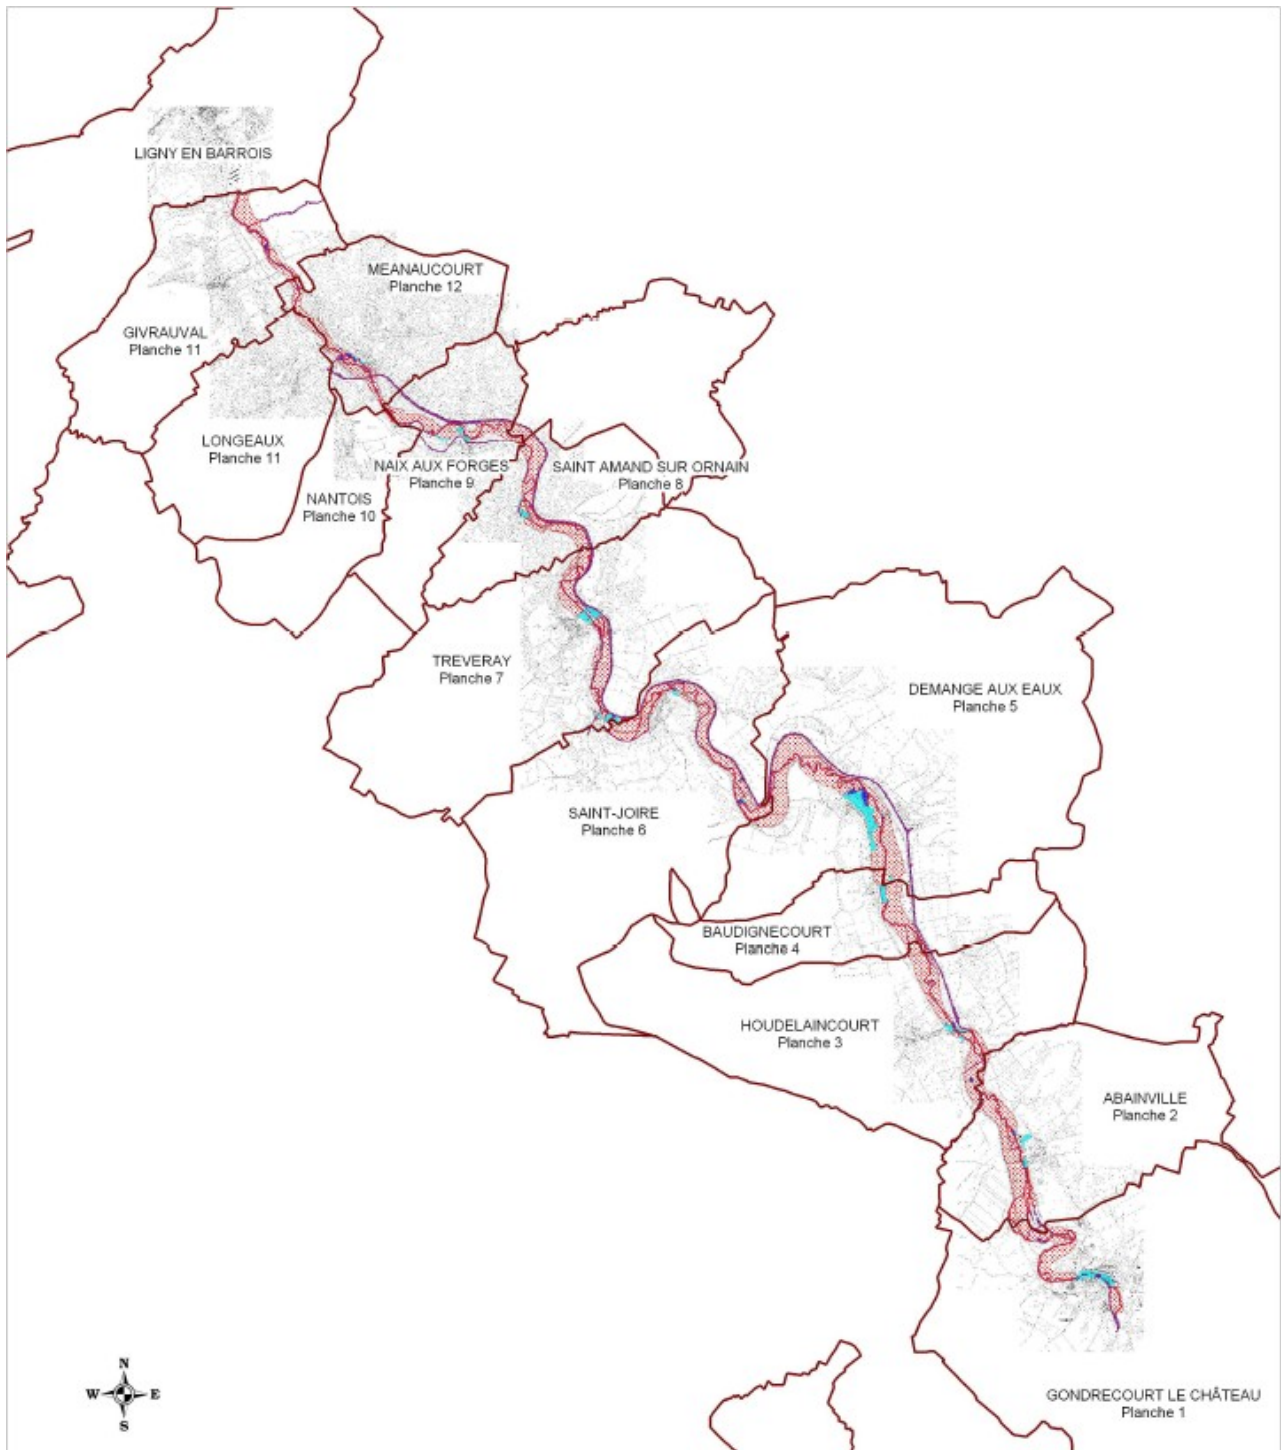 LIGNY EN BARROIS
MEANAUCOURT
Planche 12
GIVRAUVAL
Planche 11
LONGEAUX
Planche 11
NAIX AUX FORGES
Planche 9
SAINT AMAND SUR ORNAIN
Planche 8
NANTOIS
Planche 10
TREVERAY
Planche 7
DEMANGE AUX EAUX
Planche 5
SAINT-JOIRE
Planche 6
BAUDIGNECOURT
Planche 4
HOUDELAINCOURT
Planche 3
ABAINVILLE
Planche 2
GONDRECOURT LE CHÂTEAU
Planche 1
N
W E
S